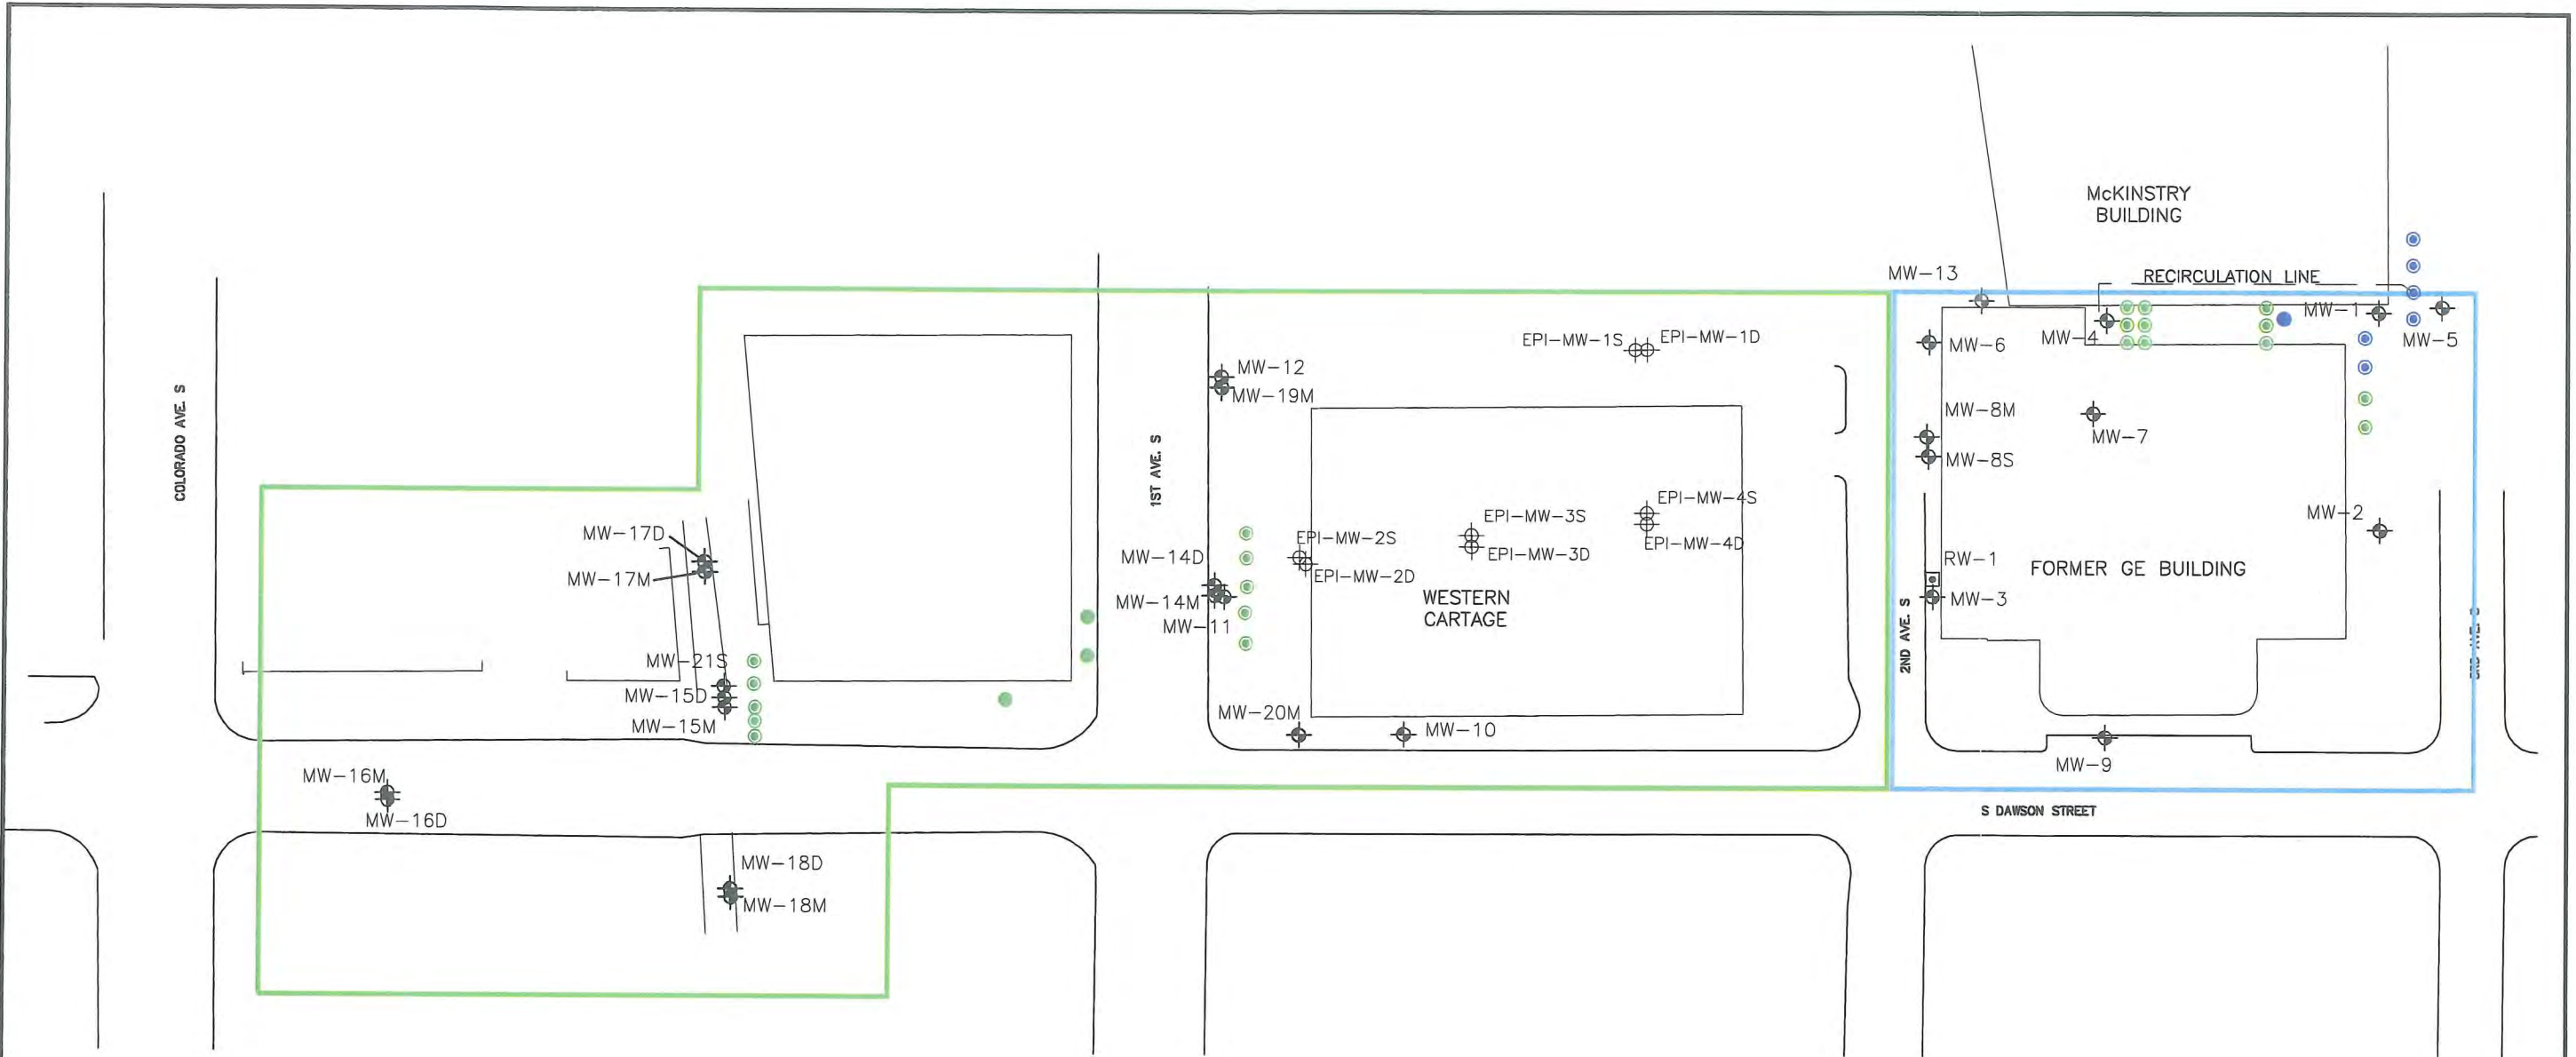 McKINSTRY
BUILDING
MW-13
RECIRCULATION LINE
MW-1
EPI-MW-1S
EPI-MW-1D
MW-6
MW-4
MW-5
MW-12
MW-19M
MW-8M
MW-7
MW-8S
COLORADO AVE. S
1ST AVE. S
EPI-MW-4S
EPI-MW-3S
MW-2
MW-17D
EPI-MW-2S
EPI-MW-4D
MW-14D
EPI-MW-3D
RW-1
MW-17M
EPI-MW-2D
FORMER GE BUILDING
MW-14M
WESTERN
CARTAGE
MW-3
MW-11
2ND AVE. S
MW-21S
MW-15D
MW-20M
MW-15M
MW-10
MW-9
MW-16M
S DAWSON STREET
MW-16D
MW-18D
MW-18M